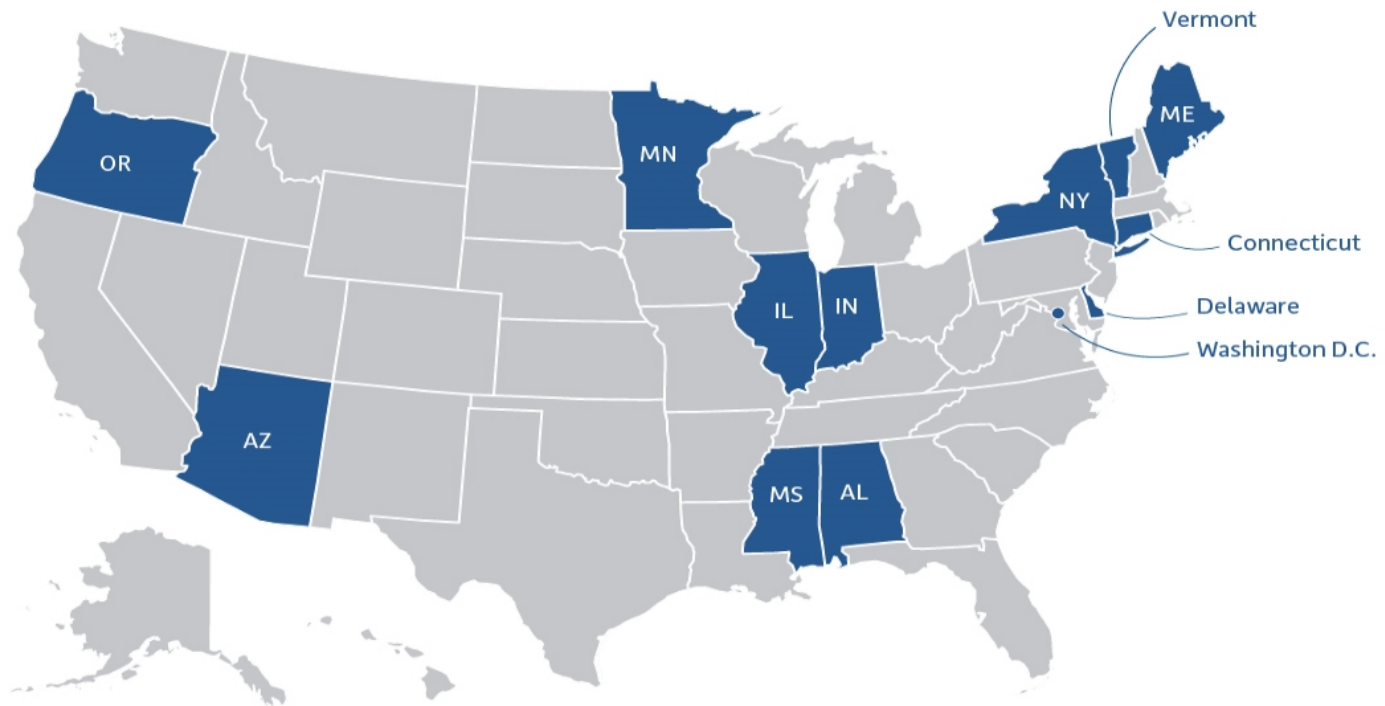 Vermont
ME
OR
MN
NY
Connecticut
IL
IN
Delaware
Washington D.C.
AZ
MS
AL